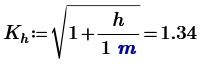 K_h := √(1 + h / (1 m)) = 1.34